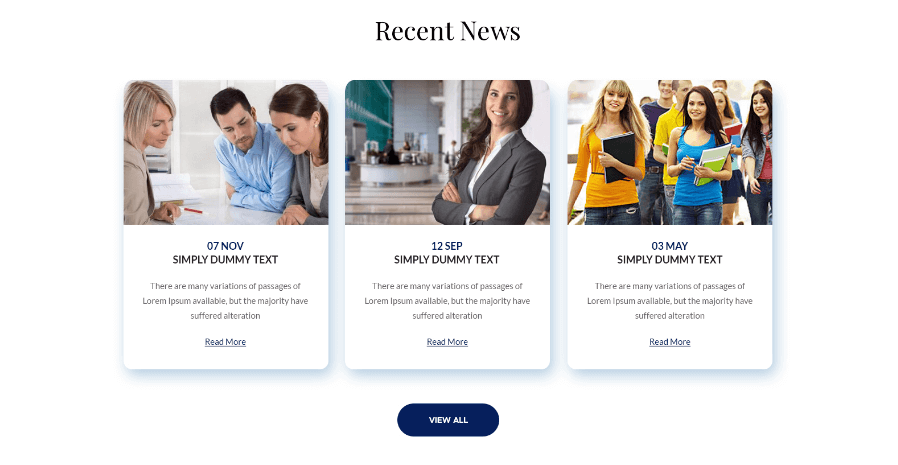 Recent News
07 NOV
SIMPLY DUMMY TEXT
There are many variations of passages of
Lorem Ipsum available, but the majority have
suffered alteration
Read More
12 SEP
SIMPLY DUMMY TEXT
There are many variations of passages of
Lorem Ipsum available, but the majority have
suffered alteration
Read More
03 MAY
SIMPLY DUMMY TEXT
There are many variations of passages of
Lorem Ipsum available, but the majority have
suffered alteration
Read More
VIEW ALL